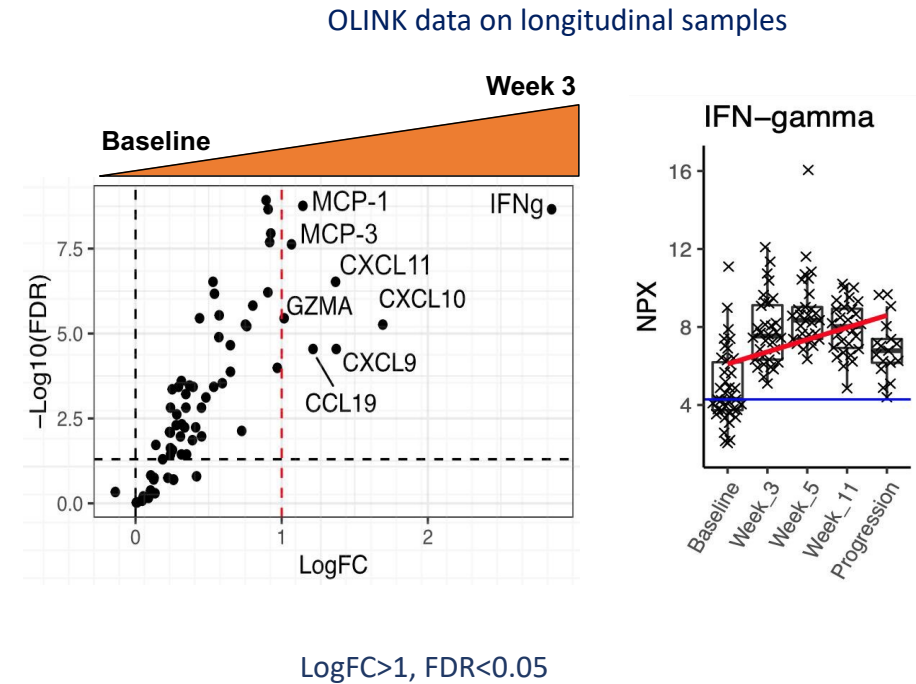 OLINK data on longitudinal samples
Week 3
Baseline
MCP-1
IFNg
MCP-3
CXCL11
GZMA
CXCL10
CXCL9
CCL19
−Log10(FDR)
7.5
5.0
2.5
0.0
0
1
2
LogFC
IFN−gamma
NPX
16
12
8
4
Baseline
Week_3
Week_5
Week_11
Progression
LogFC>1, FDR<0.05